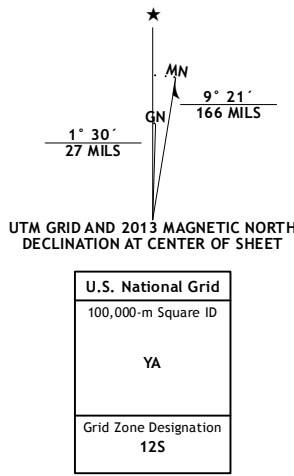 MN
GN
9° 21´
166 MILS
1° 30´
27 MILS
UTM GRID AND 2013 MAGNETIC NORTH
DECLINATION AT CENTER OF SHEET
U.S. National Grid
100,000-m Square ID
YA
Grid Zone Designation
12S